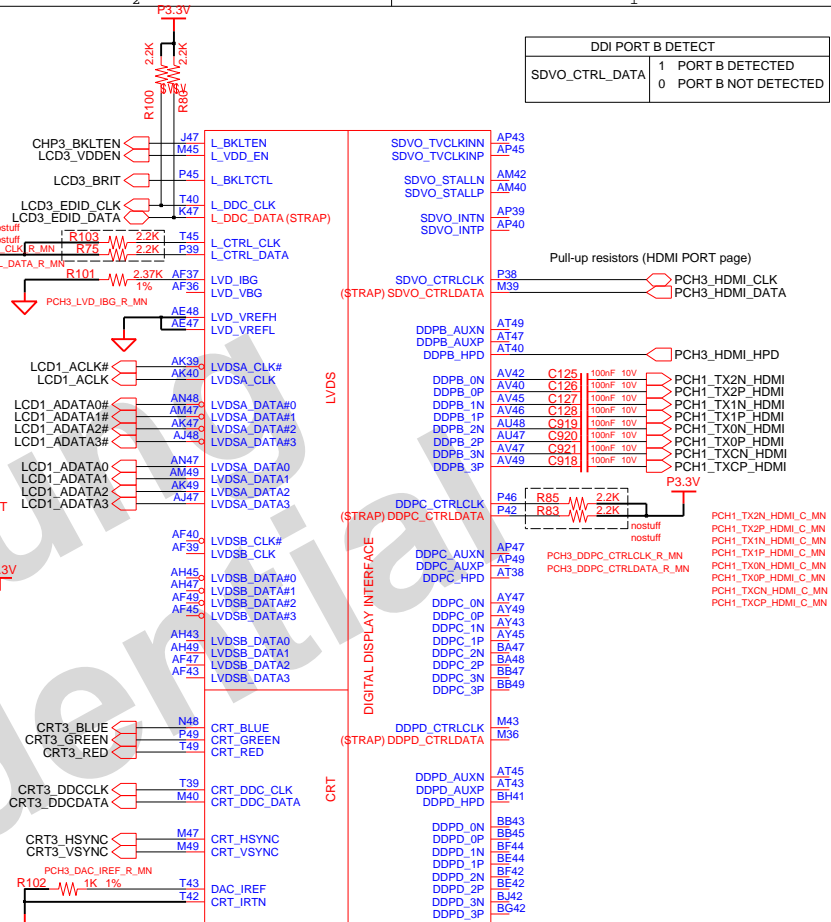 2 1
P3.3V
2.2K 2.2K
R100 R80
DDI PORT B DETECT
SDVO_CTRL_DATA 1 PORT B DETECTED
0 PORT B NOT DETECTED
CHP3_BKLTEN J47 L_BKLTEN
LCD3_VDDEN M45 L_VDD_EN
LCD3_BRIT P45 L_BKLTCTL
LCD3_EDID_CLK T40 L_DDC_CLK
LCD3_EDID_DATA K47 L_DDC_DATA(STRAP)
R103 2.2K T45 L_CTRL_CLK
R75 2.2K P39 L_CTRL_DATA
R101 2.37K 1% AF37 LVD_IBG
AF36 LVD_VBG
PCH3_LVD_IBG_R_MN
AE48 LVD_VREFH
AE47 LVD_VREFL
LCD1_ACLK# AK39 LVDSA_CLK#
LCD1_ACLK AK40 LVDSA_CLK
LCD1_ADATA0# AN48 LVDSA_DATA#0
LCD1_ADATA1# AM47 LVDSA_DATA#1
LCD1_ADATA2# AK47 LVDSA_DATA#2
LCD1_ADATA3# AJ48 LVDSA_DATA#3
LCD1_ADATA0 AN47 LVDSA_DATA0
LCD1_ADATA1 AM49 LVDSA_DATA1
LCD1_ADATA2 AK49 LVDSA_DATA2
LCD1_ADATA3 AJ47 LVDSA_DATA3
AF40 LVDSB_CLK#
AF39 LVDSB_CLK
AH45 LVDSB_DATA#0
AH47 LVDSB_DATA#1
AF49 LVDSB_DATA#2
AF45 LVDSB_DATA#3
AH43 LVDSB_DATA0
AH49 LVDSB_DATA1
AF47 LVDSB_DATA2
AF43 LVDSB_DATA3
CRT3_BLUE N48 CRT_BLUE
CRT3_GREEN P49 CRT_GREEN
CRT3_RED T49 CRT_RED
CRT3_DDCCLK T39 CRT_DDC_CLK
CRT3_DDCDATA M40 CRT_DDC_DATA
CRT3_HSYNC M47 CRT_HSYNC
CRT3_VSYNC M49 CRT_VSYNC
PCH3_DAC_IREF_R_MN
R102 1K 1% T43 DAC_IREF
T42 CRT_IRTN
LVDS
DIGITAL DISPLAY INTERFACE
CRT
SDVO_TVCLKINN AP43
SDVO_TVCLKINP AP45
SDVO_STALLN AM42
SDVO_STALLP AM40
SDVO_INTN AP39
SDVO_INTP AP40
Pull-up resistors (HDMI PORT page)
SDVO_CTRLCLK P38 PCH3_HDMI_CLK
(STRAP) SDVO_CTRLDATA M39 PCH3_HDMI_DATA
DDPB_AUXN AT49
DDPB_AUXP AT47
DDPB_HPD AT40 PCH3_HDMI_HPD
DDPB_0N AV42 C125 100nF 10V PCH1_TX2N_HDMI
DDPB_0P AV40 C126 100nF 10V PCH1_TX2P_HDMI
DDPB_1N AV45 C127 100nF 10V PCH1_TX1N_HDMI
DDPB_1P AV46 C128 100nF 10V PCH1_TX1P_HDMI
DDPB_2N AU48 C919 100nF 10V PCH1_TX0N_HDMI
DDPB_2P AU47 C920 100nF 10V PCH1_TX0P_HDMI
DDPB_3N AV47 C921 100nF 10V PCH1_TXCN_HDMI
DDPB_3P AV49 C918 100nF 10V PCH1_TXCP_HDMI
P3.3V
DDPC_CTRLCLK P46 R85 2.2K
(STRAP) DDPC_CTRLDATA P42 R83 2.2K
nostuff
nostuff
DDPC_AUXN AP47
DDPC_AUXP AP49
DDPC_HPD AT38
PCH3_DDPC_CTRLCLK_R_MN
PCH3_DDPC_CTRLDATA_R_MN
PCH1_TX2N_HDMI_C_MN
PCH1_TX2P_HDMI_C_MN
PCH1_TX1N_HDMI_C_MN
PCH1_TX1P_HDMI_C_MN
PCH1_TX0N_HDMI_C_MN
PCH1_TX0P_HDMI_C_MN
PCH1_TXCN_HDMI_C_MN
PCH1_TXCP_HDMI_C_MN
DDPC_0N AY47
DDPC_0P AY49
DDPC_1N AY43
DDPC_1P AY45
DDPC_2N BA47
DDPC_2P BA48
DDPC_3N BB47
DDPC_3P BB49
DDPD_CTRLCLK M43
(STRAP) DDPD_CTRLDATA M36
DDPD_AUXN AT45
DDPD_AUXP AT43
DDPD_HPD BH41
DDPD_0N BB43
DDPD_0P BB45
DDPD_1N BF44
DDPD_1P BE44
DDPD_2N BF42
DDPD_2P BE42
DDPD_3N BJ42
DDPD_3P BG42